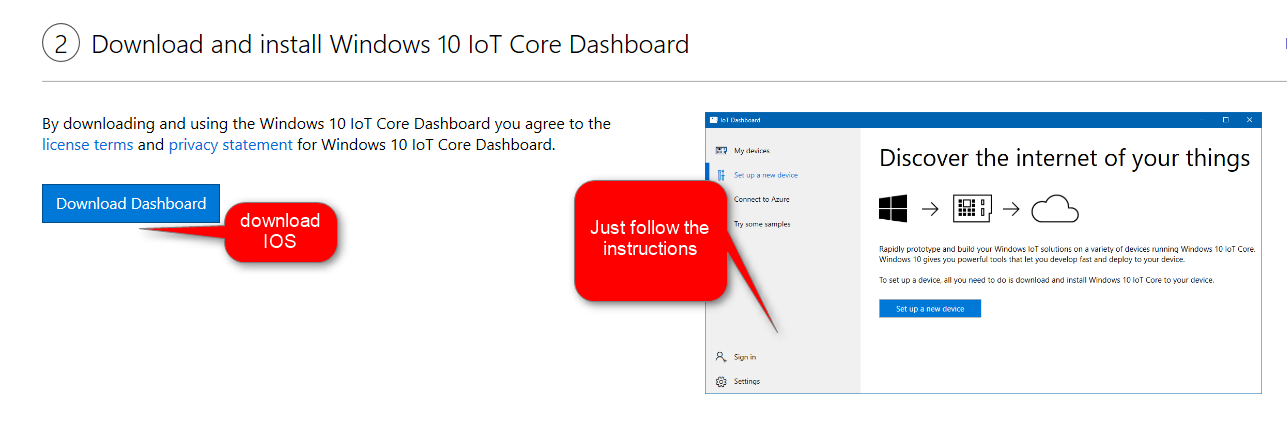 2 Download and install Windows 10 IoT Core Dashboard
By downloading and using the Windows 10 IoT Core Dashboard you agree to the
license terms and privacy statement for Windows 10 IoT Core Dashboard.
Download Dashboard
download
IOS
Just follow the
instructions
IoT Dashboard
My devices
Set up a new device
Connect to Azure
Try some samples
Sign in
Settings
Discover the internet of your things
Rapidly prototype and build your Windows IoT solutions on a variety of devices running Windows 10 IoT Core.
Windows 10 gives you powerful tools that let you develop fast and deploy to your device.
To set up a device, all you need to do is download and install Windows 10 IoT Core to your device.
Set up a new device